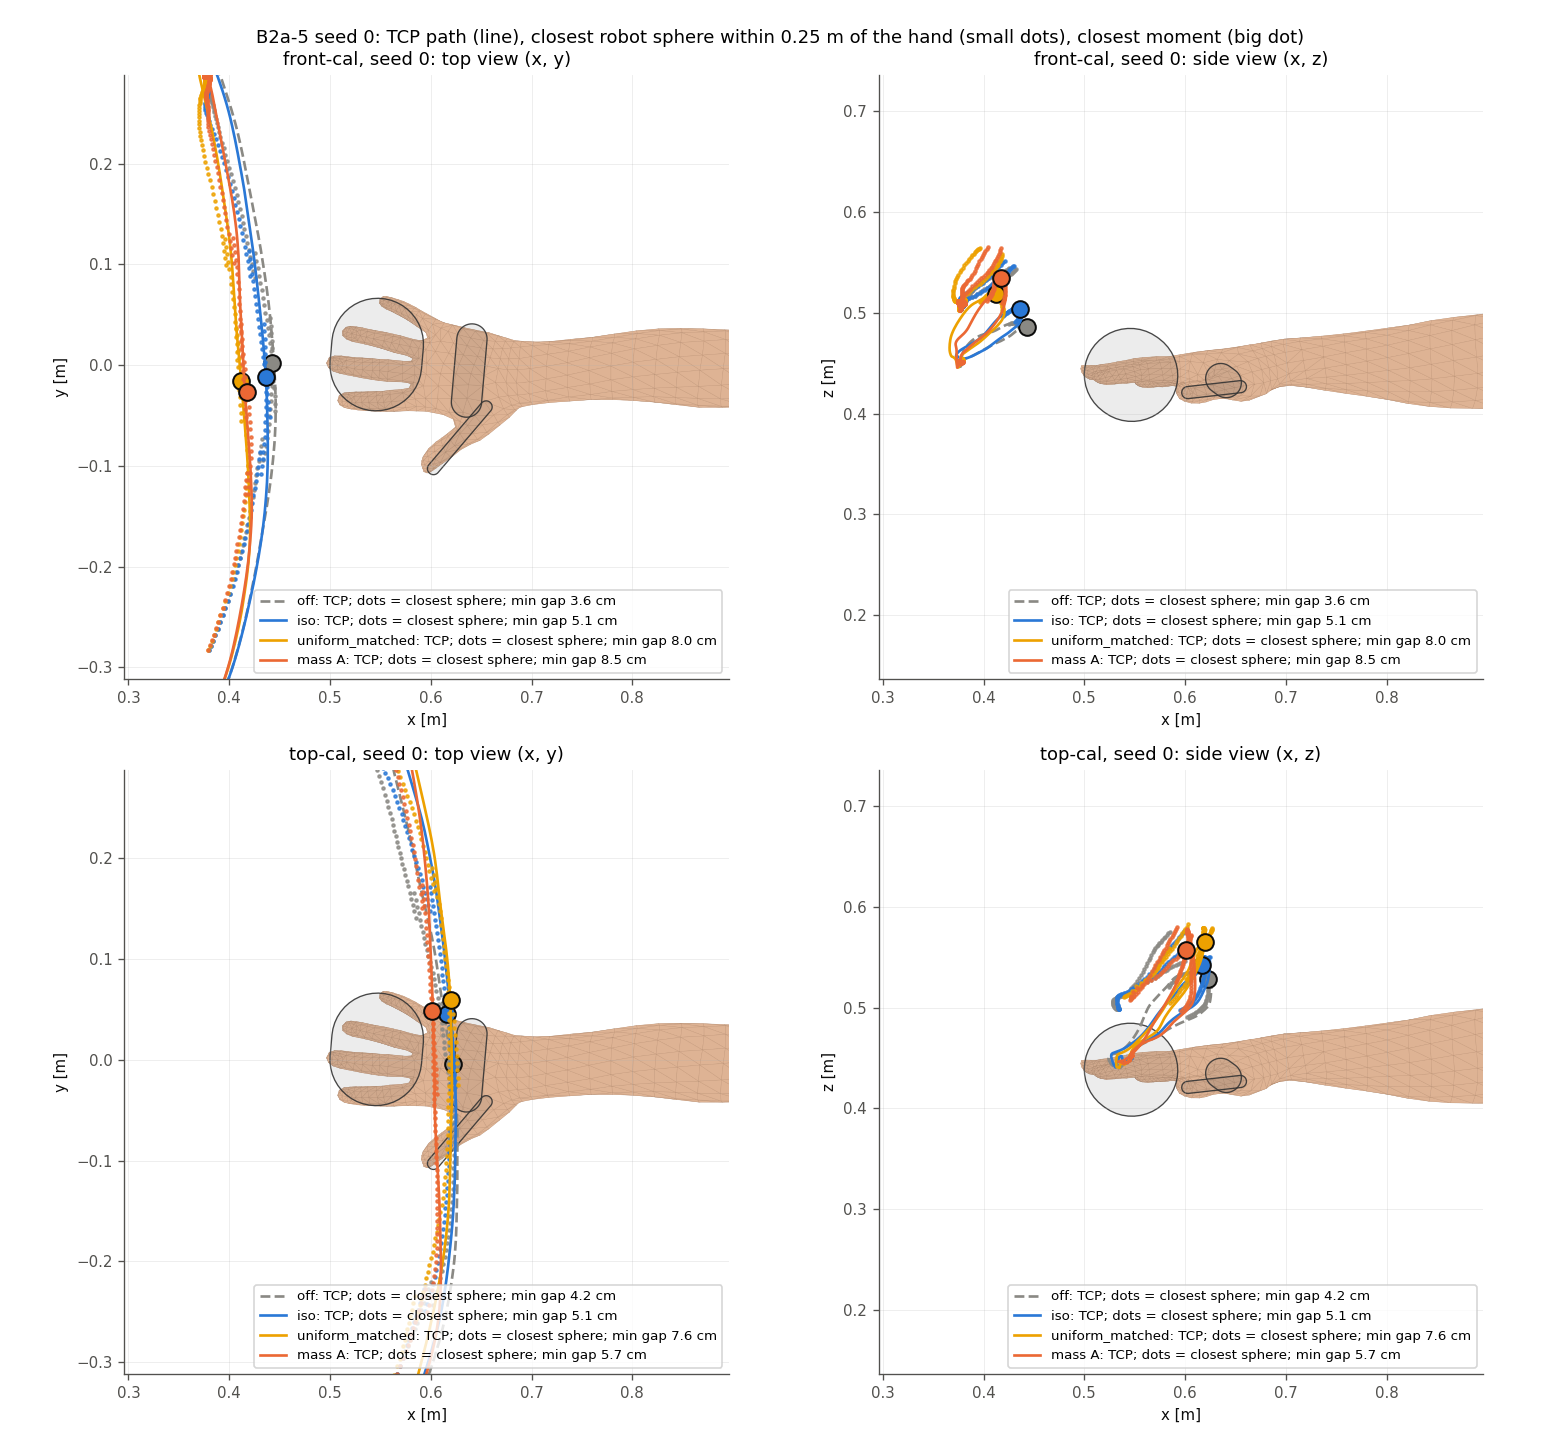 B2a-5 seed 0: TCP path (line), closest robot sphere within 0.25 m of the hand (small dots), closest moment (big dot)
front-cal, seed 0: top view (x, y)
0.2
0.1
0.0
−0.1
−0.2
−0.3
y [m]
0.3
0.4
0.5
0.6
0.7
0.8
x [m]
off: TCP; dots = closest sphere; min gap 3.6 cm
iso: TCP; dots = closest sphere; min gap 5.1 cm
uniform_matched: TCP; dots = closest sphere; min gap 8.0 cm
mass A: TCP; dots = closest sphere; min gap 8.5 cm
front-cal, seed 0: side view (x, z)
0.7
0.6
0.5
0.4
0.3
0.2
z [m]
0.3
0.4
0.5
0.6
0.7
0.8
x [m]
off: TCP; dots = closest sphere; min gap 3.6 cm
iso: TCP; dots = closest sphere; min gap 5.1 cm
uniform_matched: TCP; dots = closest sphere; min gap 8.0 cm
mass A: TCP; dots = closest sphere; min gap 8.5 cm
top-cal, seed 0: top view (x, y)
0.2
0.1
0.0
−0.1
−0.2
−0.3
y [m]
0.3
0.4
0.5
0.6
0.7
0.8
x [m]
off: TCP; dots = closest sphere; min gap 4.2 cm
iso: TCP; dots = closest sphere; min gap 5.1 cm
uniform_matched: TCP; dots = closest sphere; min gap 7.6 cm
mass A: TCP; dots = closest sphere; min gap 5.7 cm
top-cal, seed 0: side view (x, z)
0.7
0.6
0.5
0.4
0.3
0.2
z [m]
0.3
0.4
0.5
0.6
0.7
0.8
x [m]
off: TCP; dots = closest sphere; min gap 4.2 cm
iso: TCP; dots = closest sphere; min gap 5.1 cm
uniform_matched: TCP; dots = closest sphere; min gap 7.6 cm
mass A: TCP; dots = closest sphere; min gap 5.7 cm